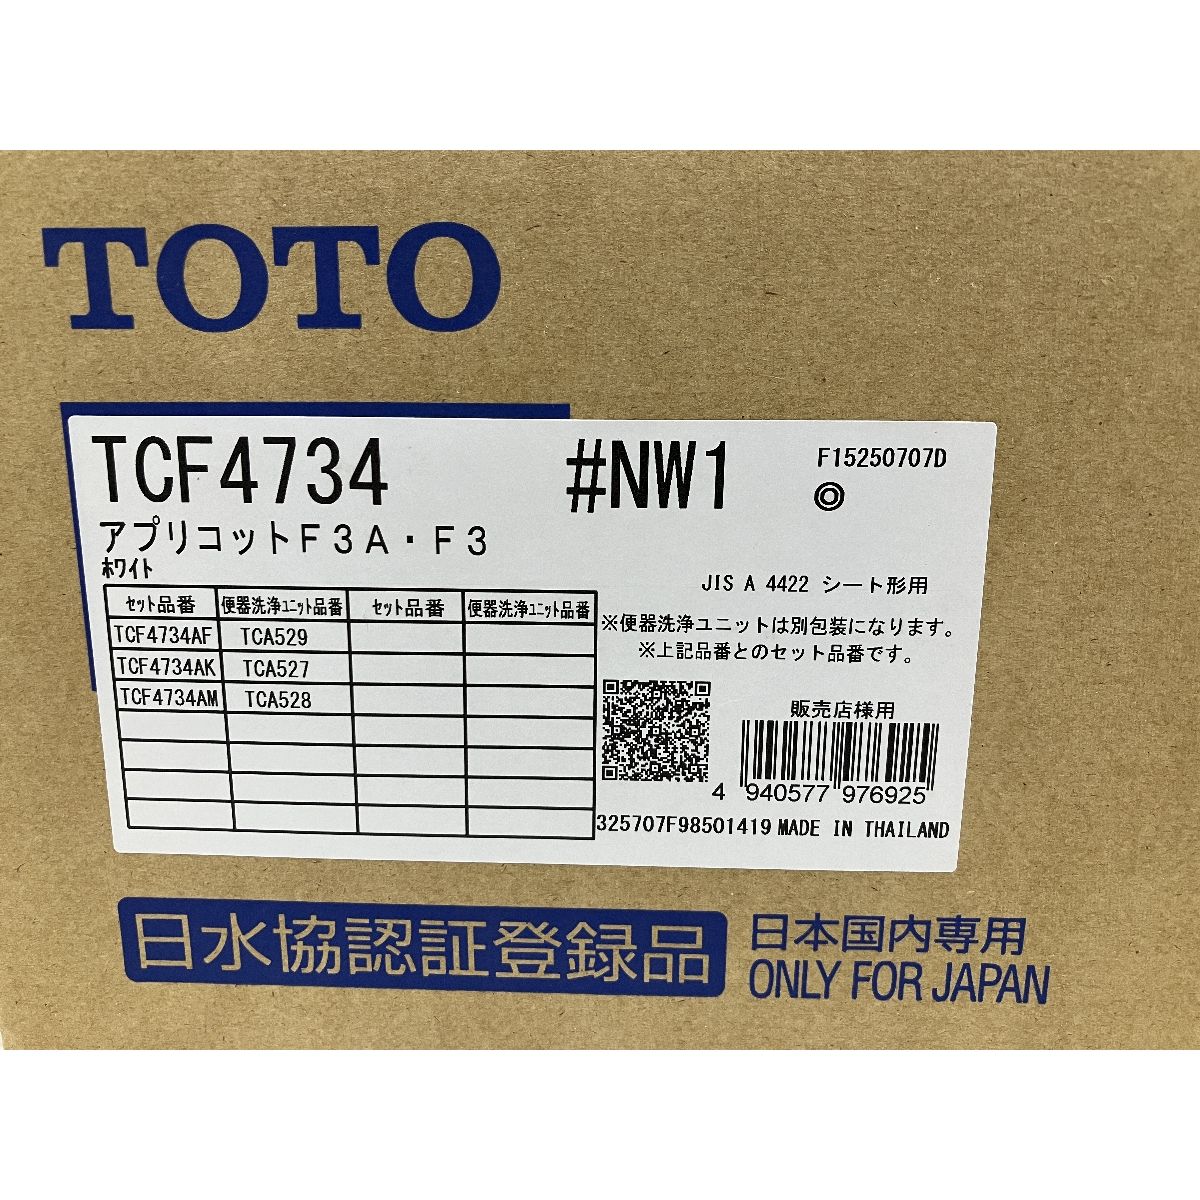 TOTO
TCF4734 #NW1 F15250707D
◎
アプリコットF3A・F3
ホワイト
JIS A 4422 シート形用
セット品番 便器洗浄ユニット品番 セット品番 便器洗浄ユニット品番
TCF4734AF TCA529
TCF4734AK TCA527
TCF4734AM TCA528
※便器洗浄ユニットは別包装になります。
※上記品番とのセット品番です。
販売店様用
4 940577 976925
325707F98501419 MADE IN THAILAND
日水協認証登録品
日本国内専用
ONLY FOR JAPAN